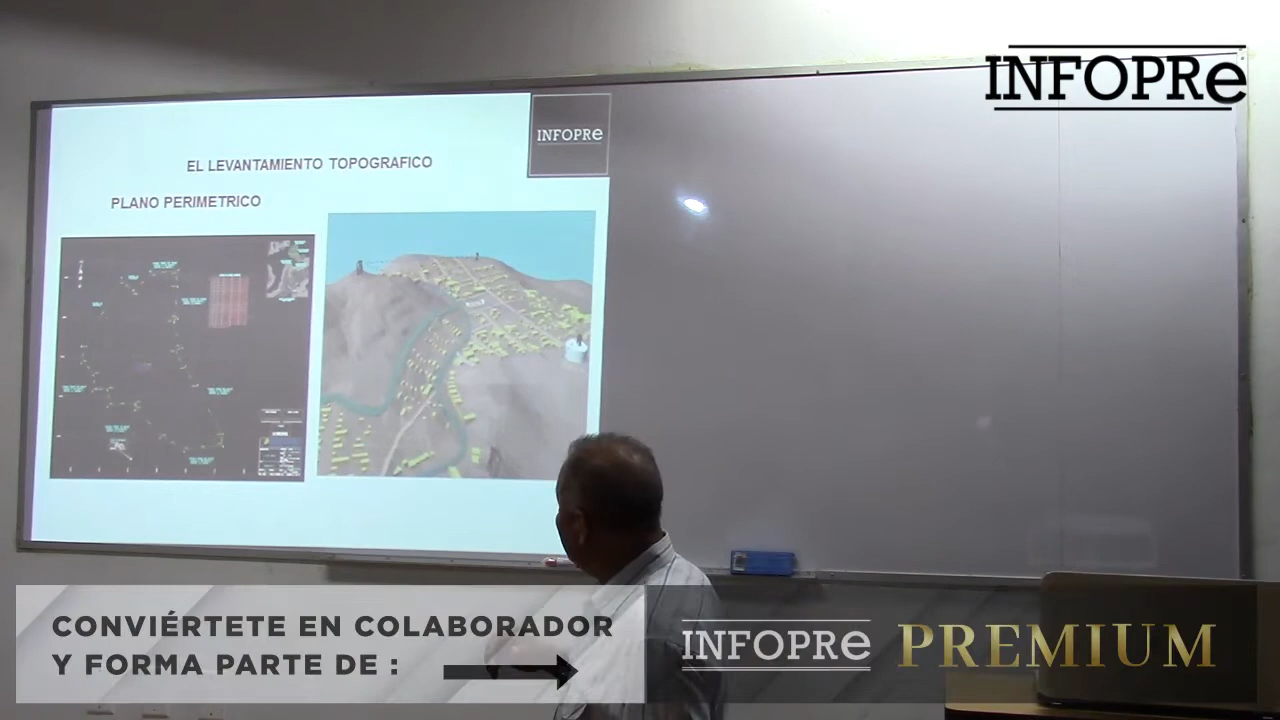 INFOPRe
INFOPRe
EL LEVANTAMIENTO TOPOGRAFICO
PLANO PERIMETRICO
CONVIÉRTETE EN COLABORADOR
Y FORMA PARTE DE :
INFOPRe PREMIUM